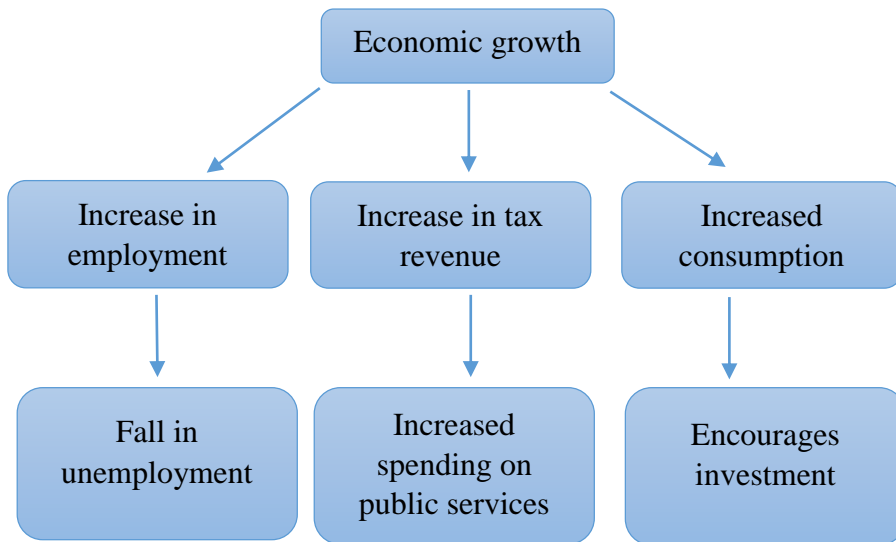 Economic growth
Increase in
employment
Increase in tax
revenue
Increased
consumption
Fall in
unemployment
Increased
spending on
public services
Encourages
investment